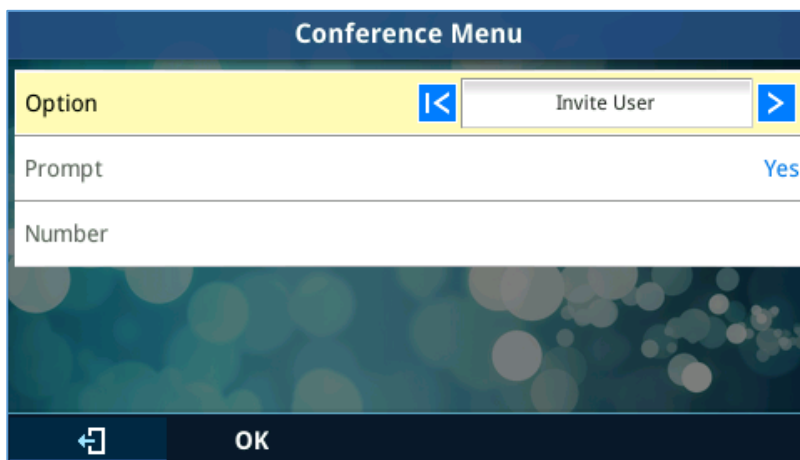 Conference Menu
Option Invite User
Prompt Yes
Number
OK